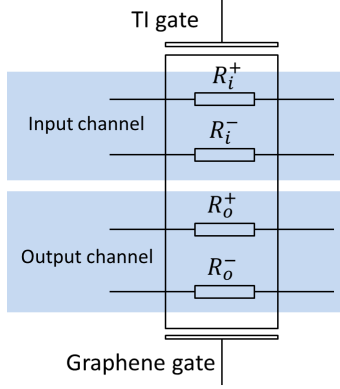 TI gate
R_i^+
Input channel
R_i^-
R_o^+
Output channel
R_o^-
Graphene gate